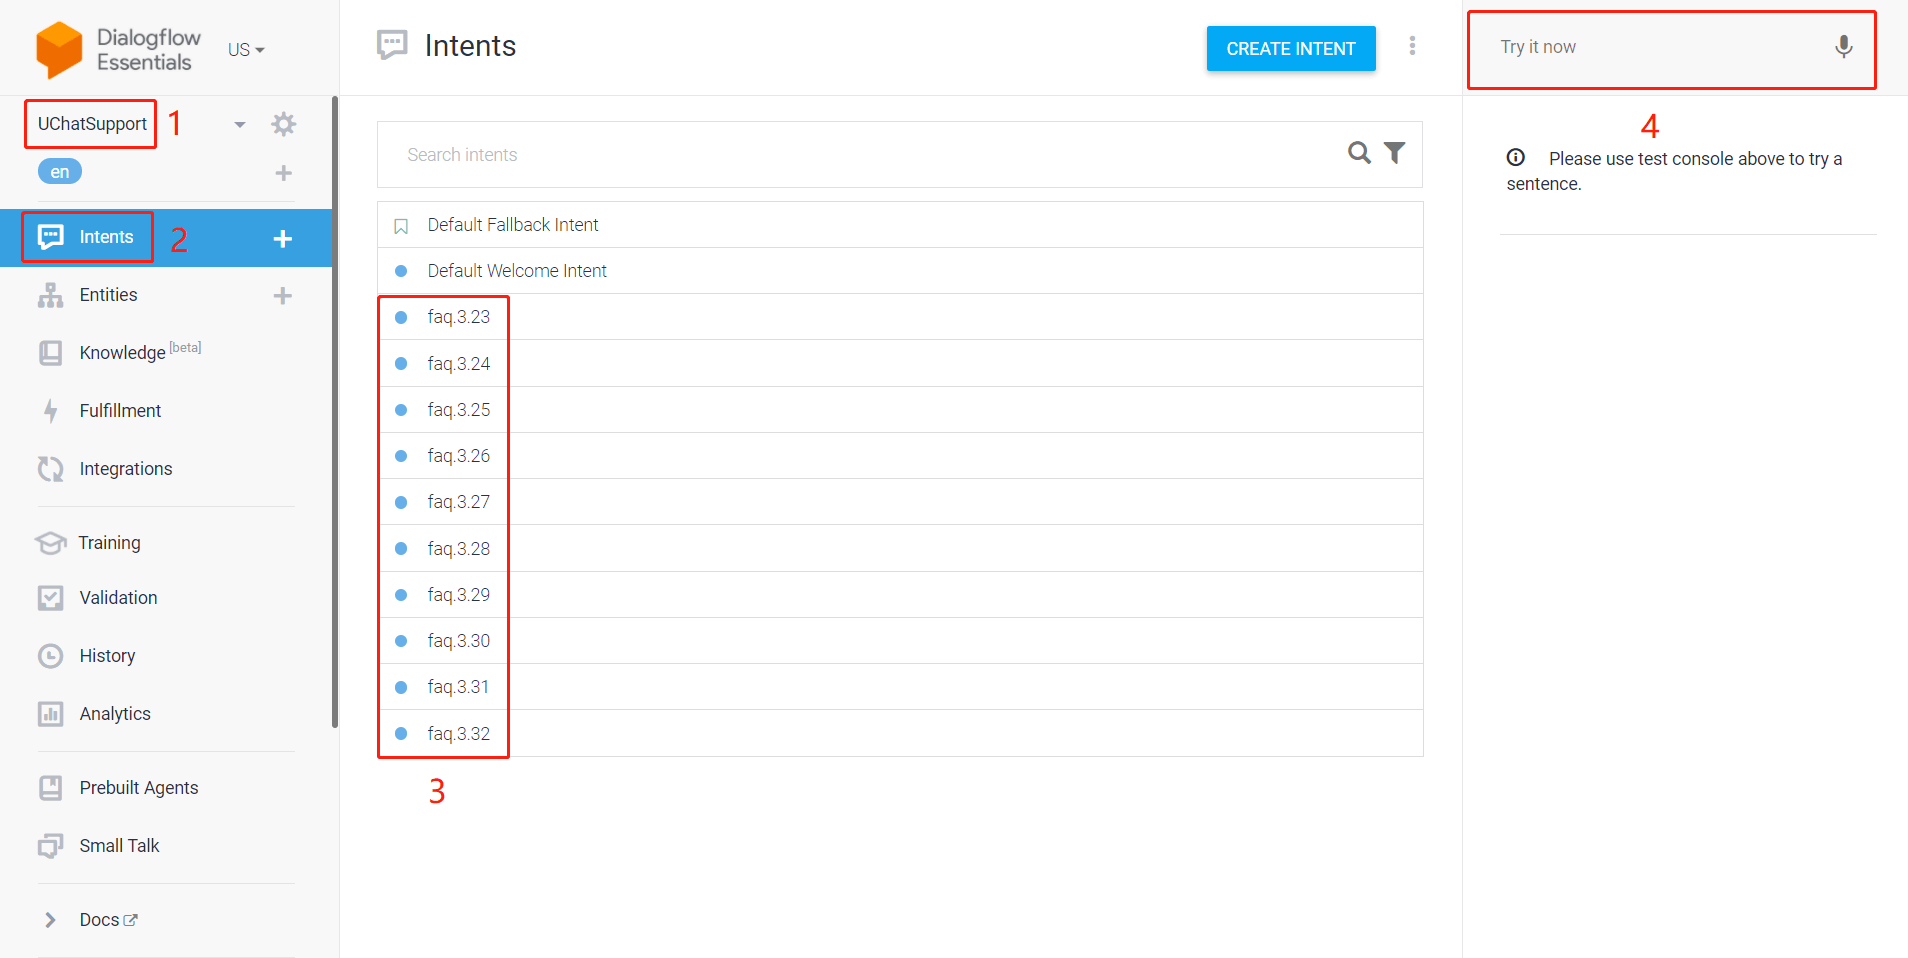 Dialogflow
Essentials
US
UChatSupport
1
en
Intents
2
Entities
Knowledge [beta]
Fulfillment
Integrations
Training
Validation
History
Analytics
Prebuilt Agents
Small Talk
Docs
Intents
CREATE INTENT
Search intents
Default Fallback Intent
Default Welcome Intent
faq.3.23
faq.3.24
faq.3.25
faq.3.26
faq.3.27
faq.3.28
faq.3.29
faq.3.30
faq.3.31
faq.3.32
3
Try it now
4
Please use test console above to try a
sentence.